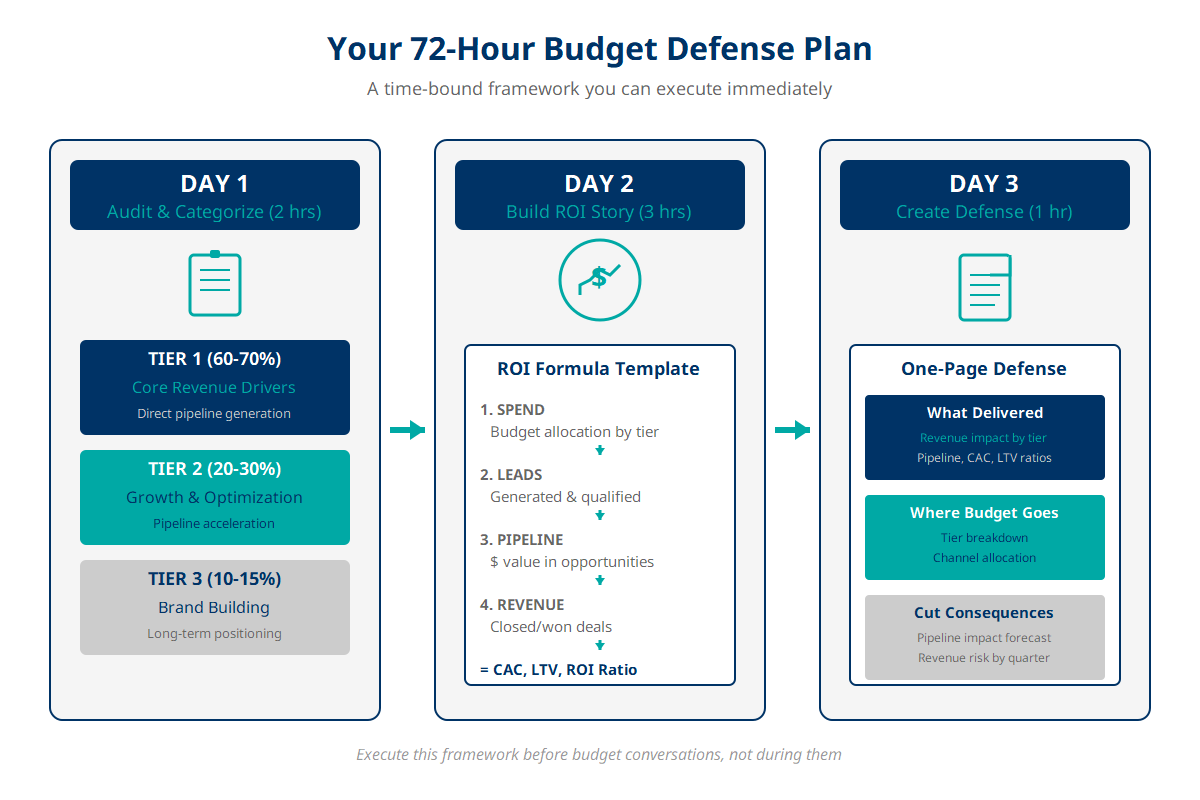 Your 72-Hour Budget Defense Plan
A time-bound framework you can execute immediately
DAY 1
Audit & Categorize (2 hrs)
TIER 1 (60-70%)
Core Revenue Drivers
Direct pipeline generation
TIER 2 (20-30%)
Growth & Optimization
Pipeline acceleration
TIER 3 (10-15%)
Brand Building
Long-term positioning
DAY 2
Build ROI Story (3 hrs)
$
ROI Formula Template
1. SPEND
Budget allocation by tier
2. LEADS
Generated & qualified
3. PIPELINE
$ value in opportunities
4. REVENUE
Closed/won deals
= CAC, LTV, ROI Ratio
DAY 3
Create Defense (1 hr)
One-Page Defense
What Delivered
Revenue impact by tier
Pipeline, CAC, LTV ratios
Where Budget Goes
Tier breakdown
Channel allocation
Cut Consequences
Pipeline impact forecast
Revenue risk by quarter
Execute this framework before budget conversations, not during them